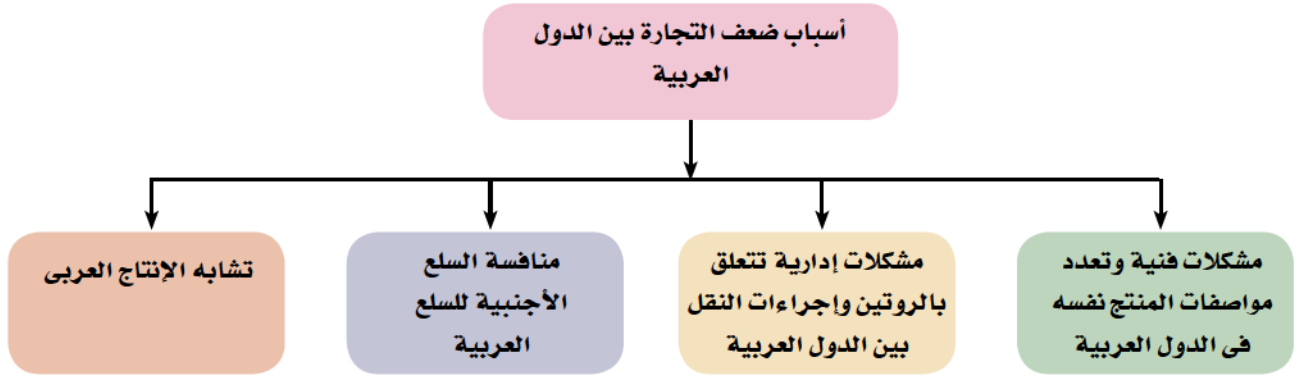 أسباب ضعف التجارة بين الدول
العربية
مشكلات فنية وتعدد
مواصفات المنتج نفسه
فى الدول العربية
مشكلات إدارية تتعلق
بالروتين وإجراءات النقل
بين الدول العربية
منافسة السلع
الأجنبية للسلع
العربية
تشابه الإنتاج العربى